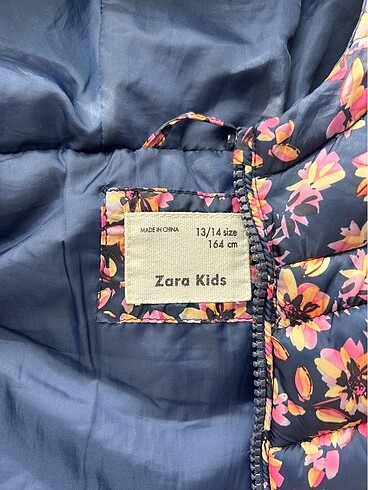 MADE IN CHINA
13/14 size
164 cm
Zara Kids